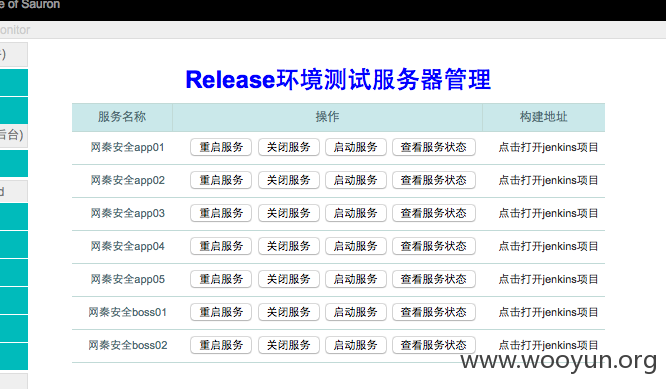 e of Sauron
onitor
)
后台)
d
Release环境测试服务器管理
服务名称 操作 构建地址
网秦安全app01 重启服务 关闭服务 启动服务 查看服务状态 点击打开jenkins项目
网秦安全app02 重启服务 关闭服务 启动服务 查看服务状态 点击打开jenkins项目
网秦安全app03 重启服务 关闭服务 启动服务 查看服务状态 点击打开jenkins项目
网秦安全app04 重启服务 关闭服务 启动服务 查看服务状态 点击打开jenkins项目
网秦安全app05 重启服务 关闭服务 启动服务 查看服务状态 点击打开jenkins项目
网秦安全boss01 重启服务 关闭服务 启动服务 查看服务状态 点击打开jenkins项目
网秦安全boss02 重启服务 关闭服务 启动服务 查看服务状态 点击打开jenkins项目
www.wooyun.org